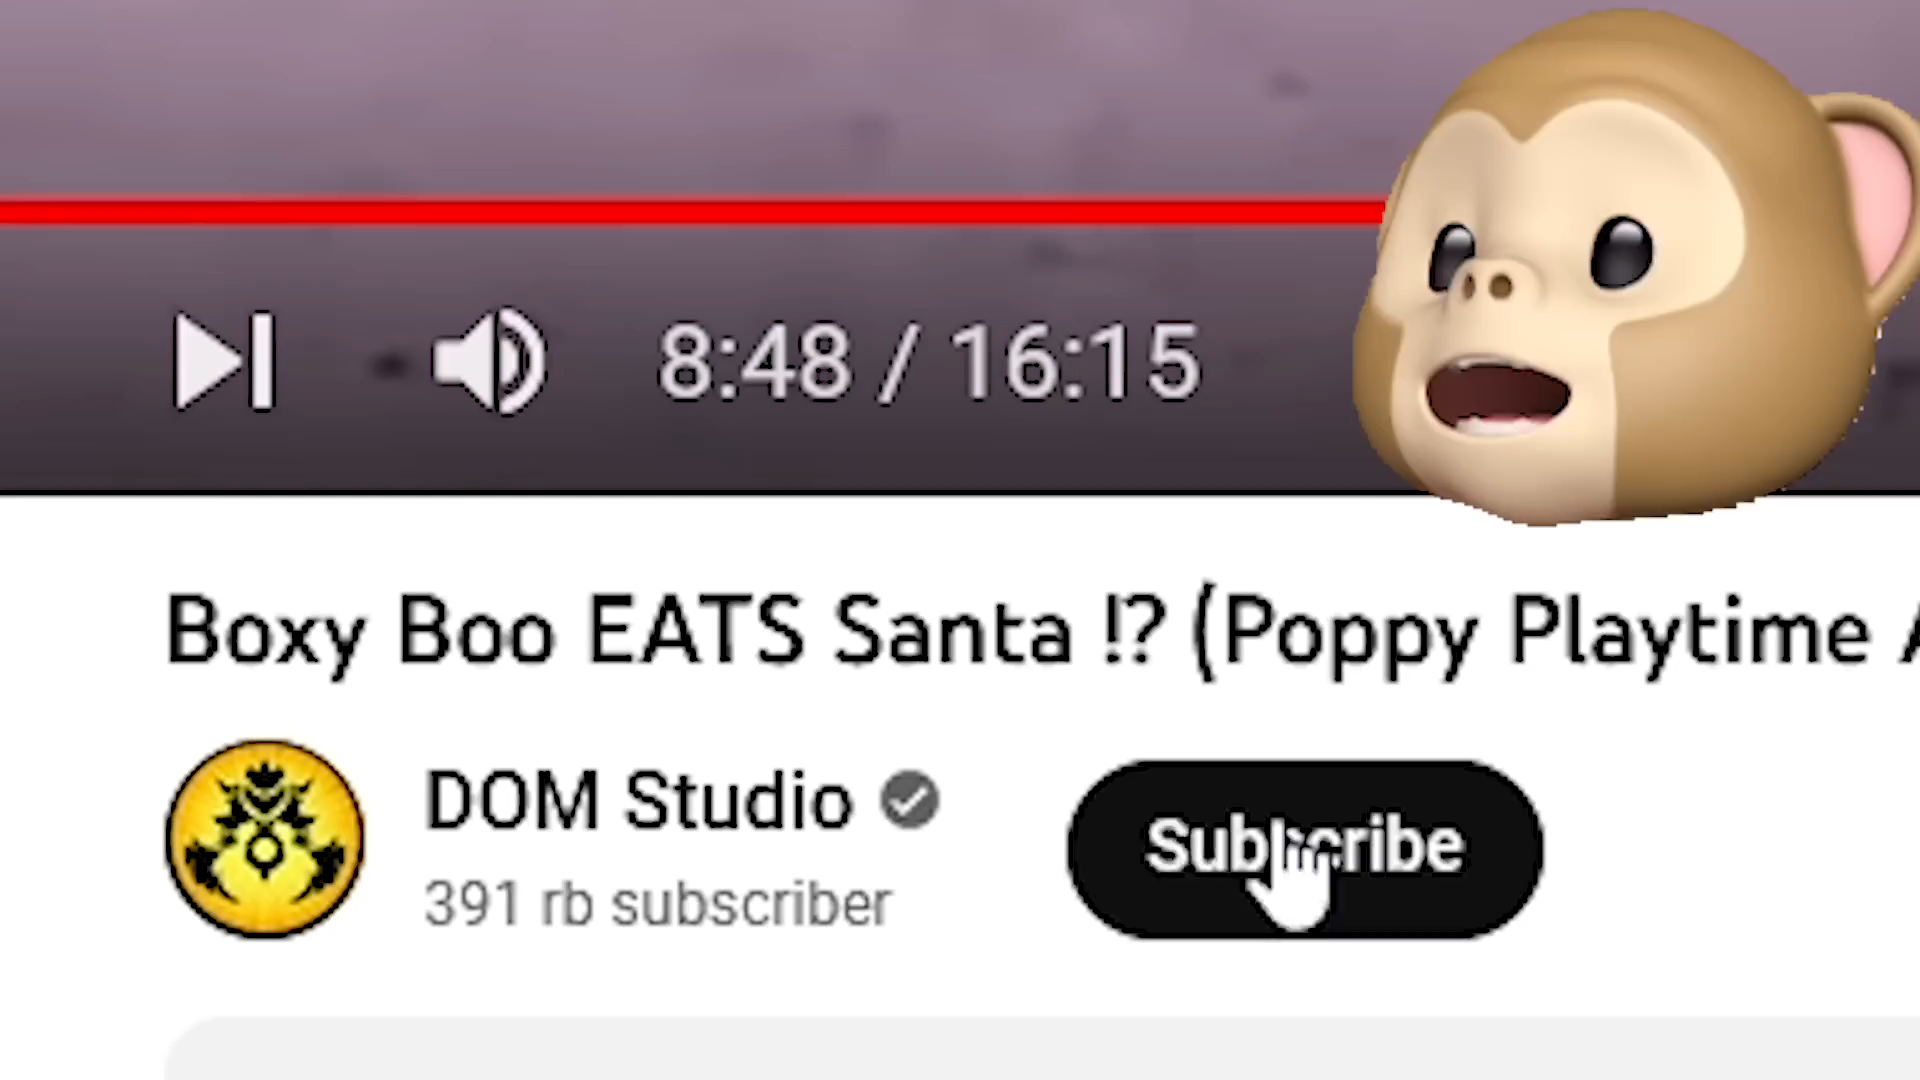 8:48 / 16:15
Boxy Boo EATS Santa !? (Poppy Playtime A
DOM Studio
391 rb subscriber
Subscribe